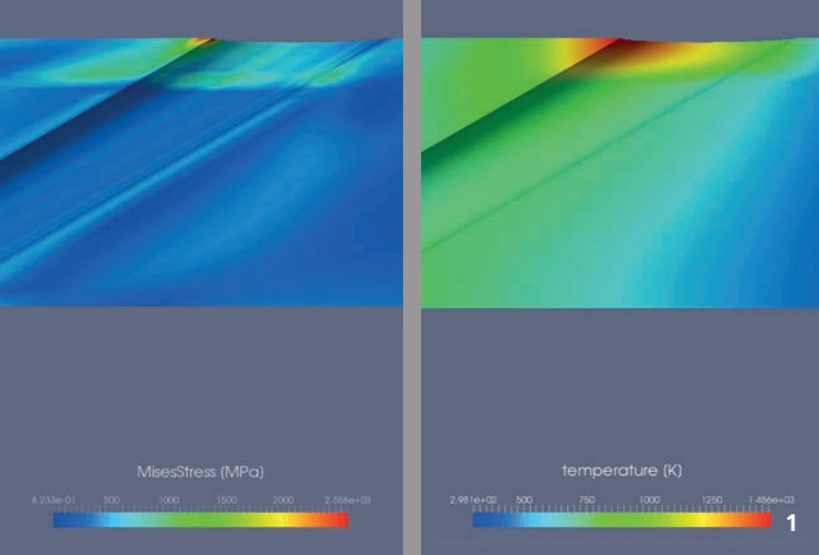 MisesStress (MPa)
8.233e-01 500 1000 1500 2000 2.558e+03
temperature (K)
2.981e+02 500 750 1000 1250 1.486e+03
1